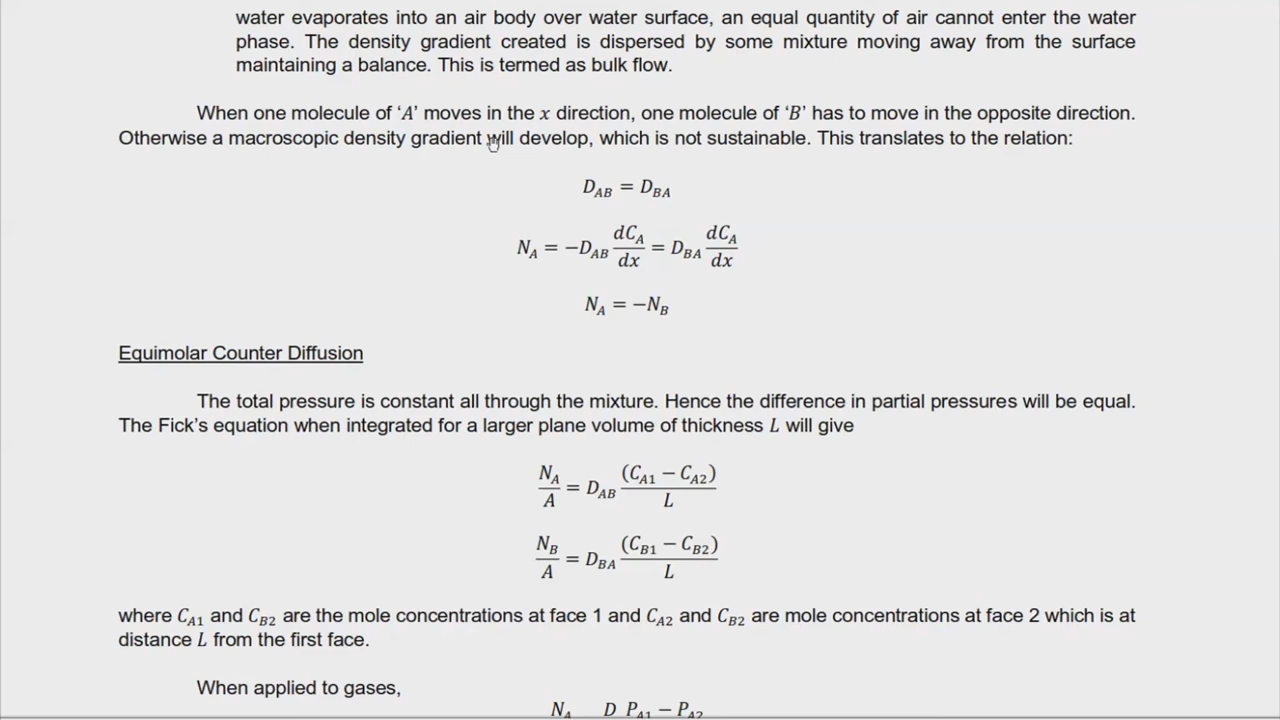 water evaporates into an air body over water surface, an equal quantity of air cannot enter the water
phase. The density gradient created is dispersed by some mixture moving away from the surface
maintaining a balance. This is termed as bulk flow.
When one molecule of ‘A’ moves in the x direction, one molecule of ‘B’ has to move in the opposite direction.
Otherwise a macroscopic density gradient will develop, which is not sustainable. This translates to the relation:
D_AB = D_BA
N_A = −D_AB dC_A/dx = D_BA dC_A/dx
N_A = −N_B
Equimolar Counter Diffusion
The total pressure is constant all through the mixture. Hence the difference in partial pressures will be equal.
The Fick’s equation when integrated for a larger plane volume of thickness L will give
N_A/A = D_AB (C_A1 − C_A2)/L
N_B/A = D_BA (C_B1 − C_B2)/L
where C_A1 and C_B2 are the mole concentrations at face 1 and C_A2 and C_B2 are mole concentrations at face 2 which is at
distance L from the first face.
When applied to gases,
N_A D P_A1 − P_A2